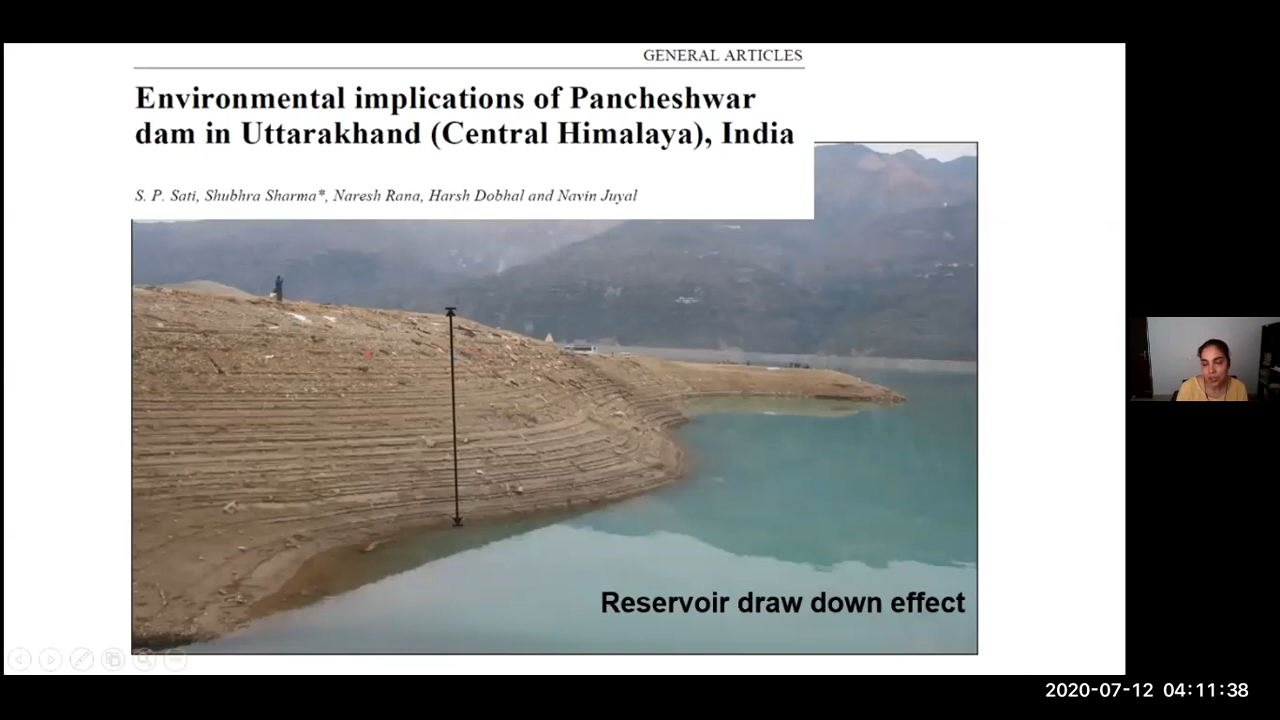 GENERAL ARTICLES
Environmental implications of Pancheshwar
dam in Uttarakhand (Central Himalaya), India
S. P. Sati, Shubhra Sharma*, Naresh Rana, Harsh Dobhal and Navin Juyal
Reservoir draw down effect
2020-07-12 04:11:38